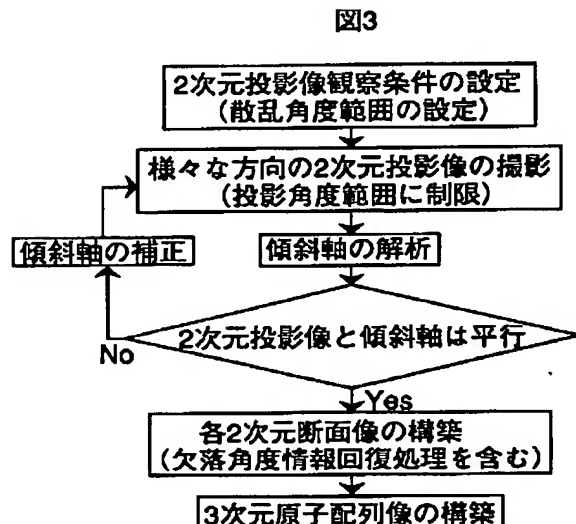 図3
2次元投影像観察条件の設定
(散乱角度範囲の設定)
様々な方向の2次元投影像の撮影
(投影角度範囲に制限)
傾斜軸の補正
傾斜軸の解析
2次元投影像と傾斜軸は平行
No
Yes
各2次元断面像の構築
(欠落角度情報回復処理を含む)
3次元原子配列像の構築